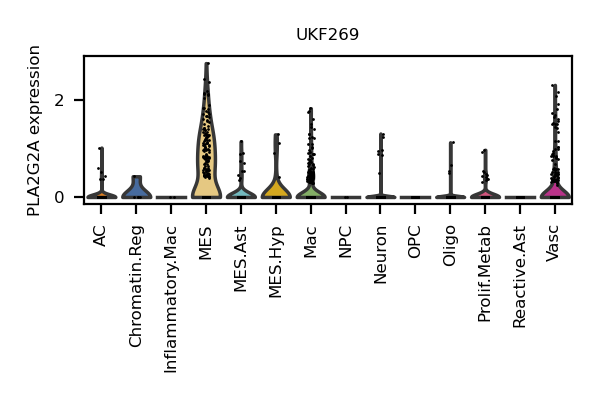 UKF269
PLA2G2A expression
2
0
AC
Chromatin.Reg
Inflammatory.Mac
MES
MES.Ast
MES.Hyp
Mac
NPC
Neuron
OPC
Oligo
Prolif.Metab
Reactive.Ast
Vasc